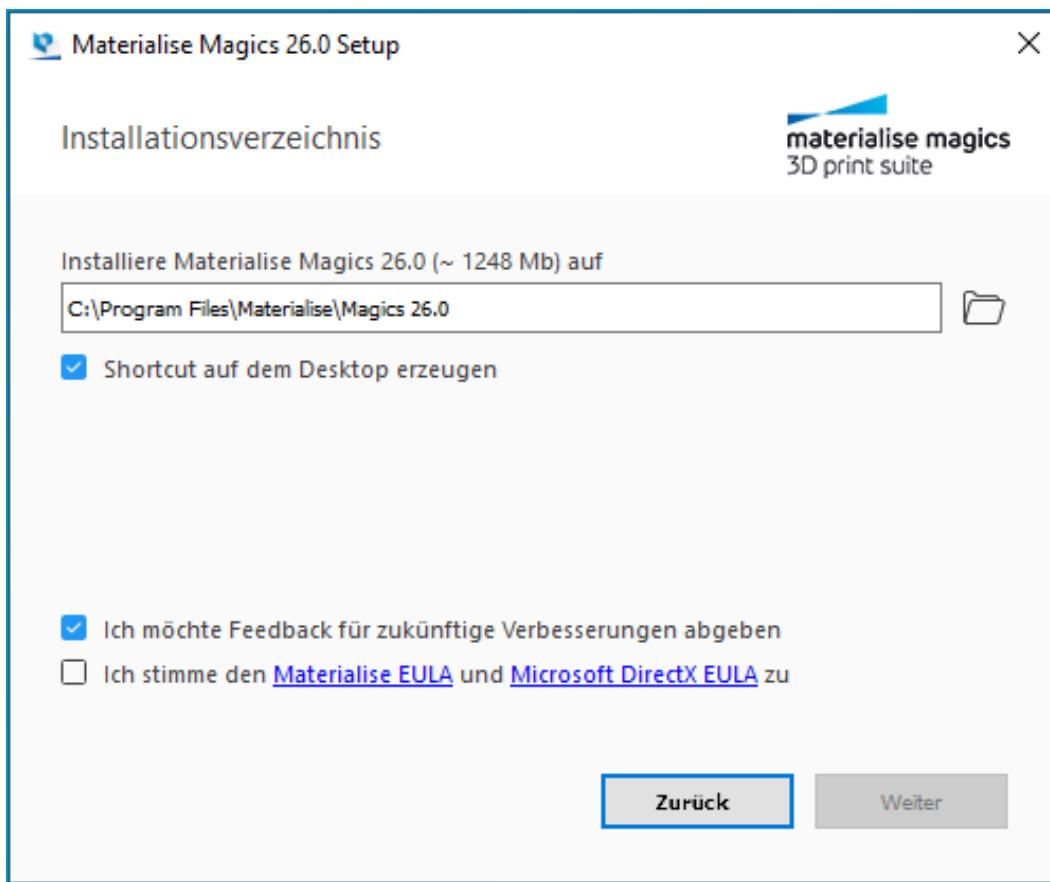 Materialise Magics 26.0 Setup
Installationsverzeichnis
materialise magics
3D print suite
Installiere Materialise Magics 26.0 (~ 1248 Mb) auf
C:\Program Files\Materialise\Magics 26.0
Shortcut auf dem Desktop erzeugen
Ich möchte Feedback für zukünftige Verbesserungen abgeben
Ich stimme den Materialise EULA und Microsoft DirectX EULA zu
Zurück
Weiter